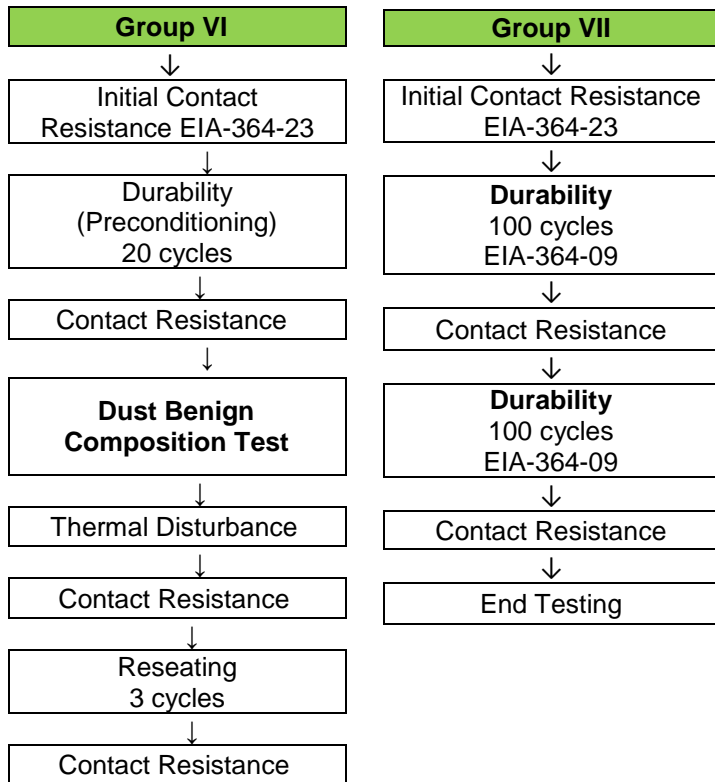 Group VI
↓
Initial Contact
Resistance EIA-364-23
↓
Durability
(Preconditioning)
20 cycles
↓
Contact Resistance
↓
Dust Benign
Composition Test
↓
Thermal Disturbance
↓
Contact Resistance
↓
Reseating
3 cycles
↓
Contact Resistance
Group VII
↓
Initial Contact Resistance
EIA-364-23
↓
Durability
100 cycles
EIA-364-09
↓
Contact Resistance
↓
Durability
100 cycles
EIA-364-09
↓
Contact Resistance
↓
End Testing